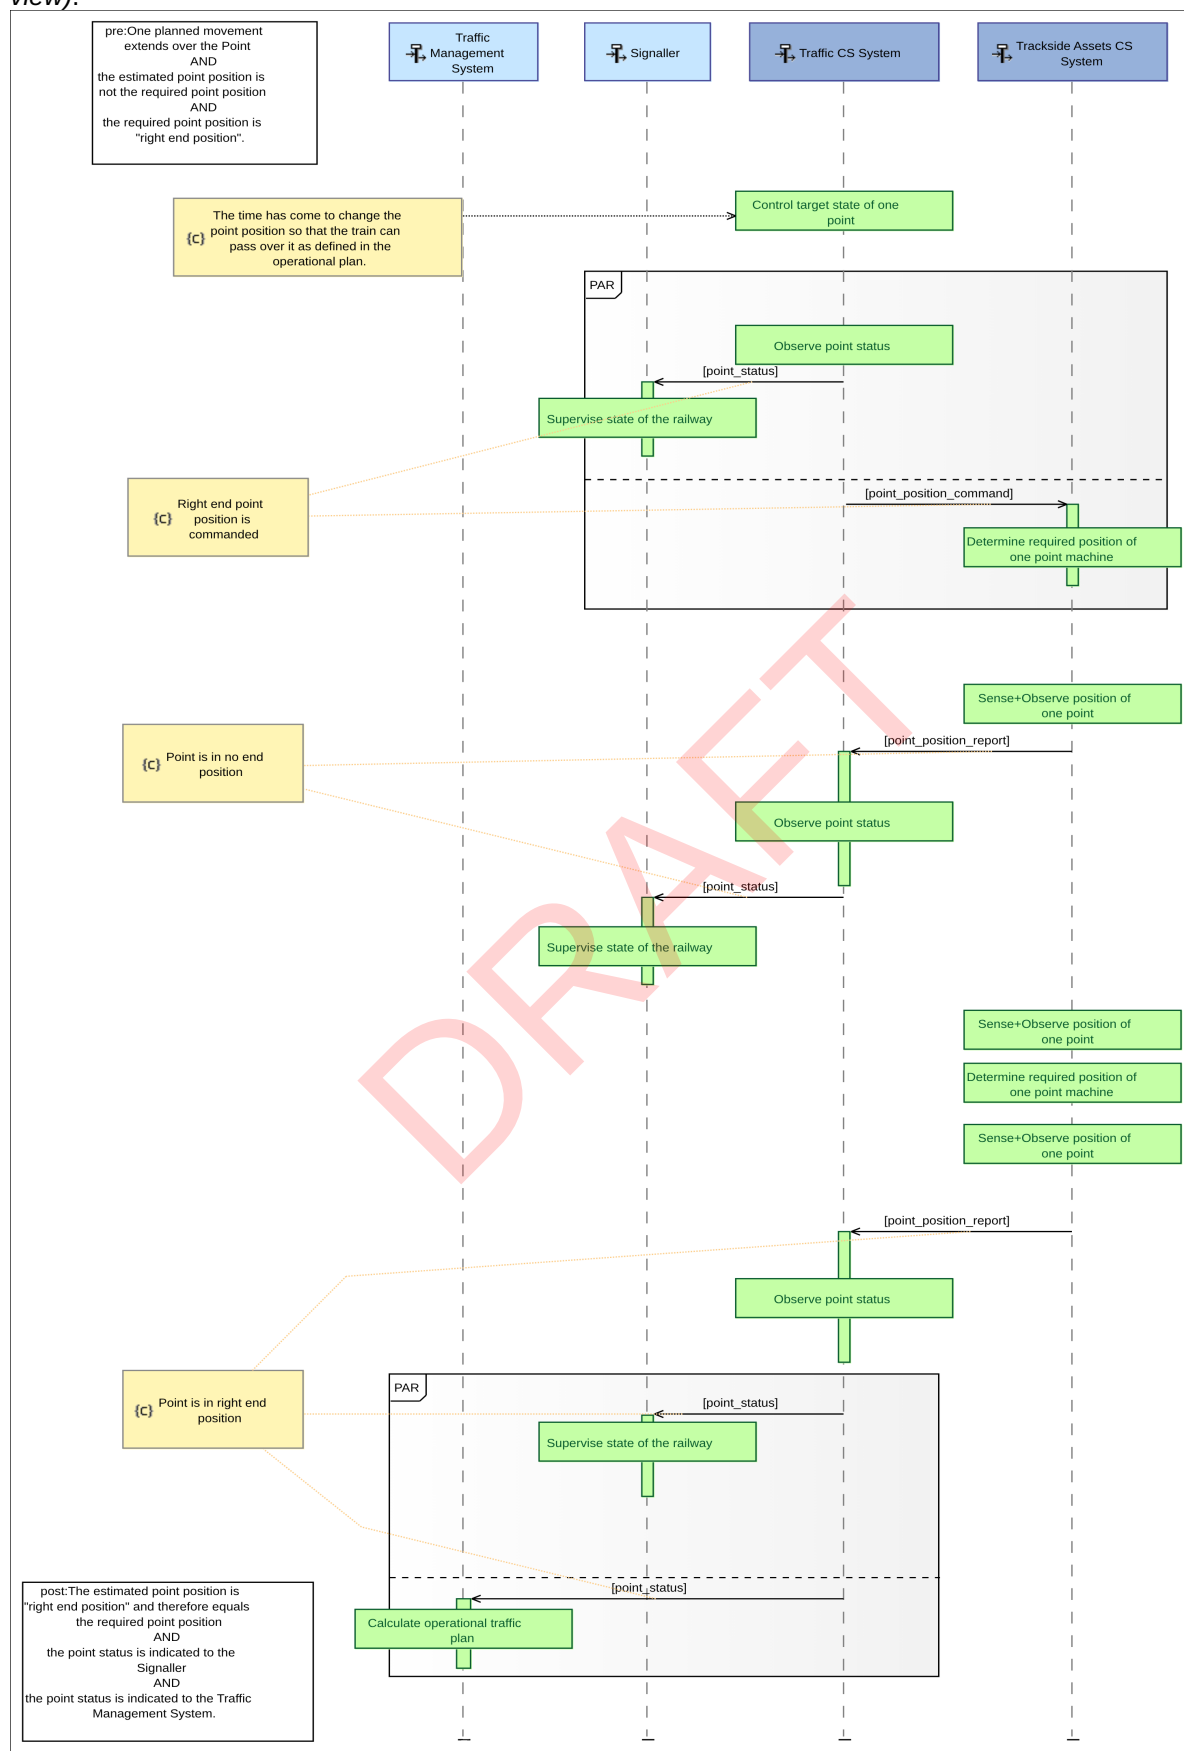 view).
pre:One planned movement
extends over the Point
AND
the estimated point position is
not the required point position
AND
the required point position is
"right end position".
Traffic
Management
System
Signaller
Traffic CS System
Trackside Assets CS
System
The time has come to change the
point position so that the train can
pass over it as defined in the
operational plan.
{C}
Control target state of one
point
PAR
Observe point status
[point_status]
Supervise state of the railway
Right end point
position is
commanded
{C}
[point_position_command]
Determine required position of
one point machine
Sense+Observe position of
one point
Point is in no end
position
{C}
[point_position_report]
Observe point status
[point_status]
Supervise state of the railway
Sense+Observe position of
one point
Determine required position of
one point machine
Sense+Observe position of
one point
[point_position_report]
Observe point status
Point is in right end
position
{C}
PAR
[point_status]
Supervise state of the railway
[point_status]
Calculate operational traffic
plan
post:The estimated point position is
"right end position" and therefore equals
the required point position
AND
the point status is indicated to the
Signaller
AND
the point status is indicated to the Traffic
Management System.
DRAFT